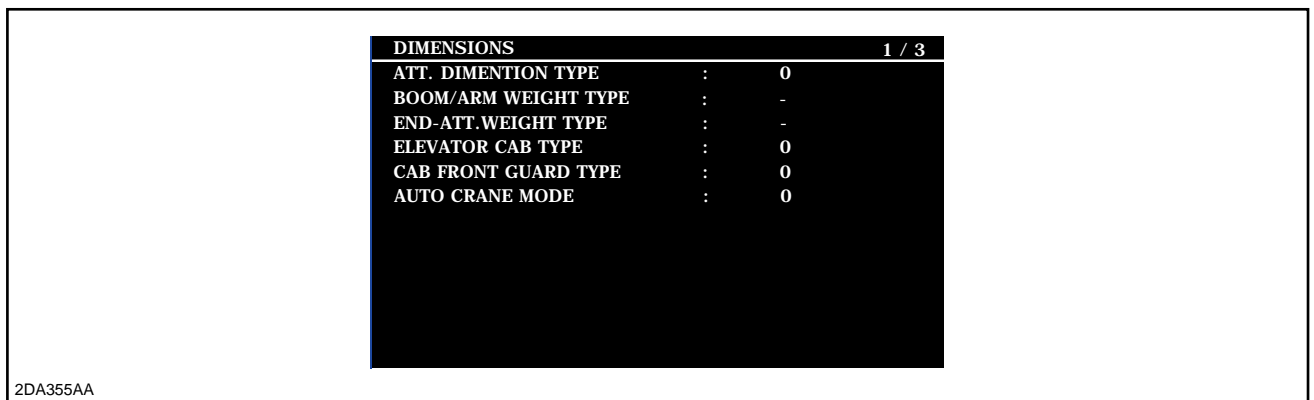 DIMENSIONS 1 / 3
ATT. DIMENTION TYPE : 0
BOOM/ARM WEIGHT TYPE : -
END-ATT.WEIGHT TYPE : -
ELEVATOR CAB TYPE : 0
CAB FRONT GUARD TYPE : 0
AUTO CRANE MODE : 0
2DA355AA